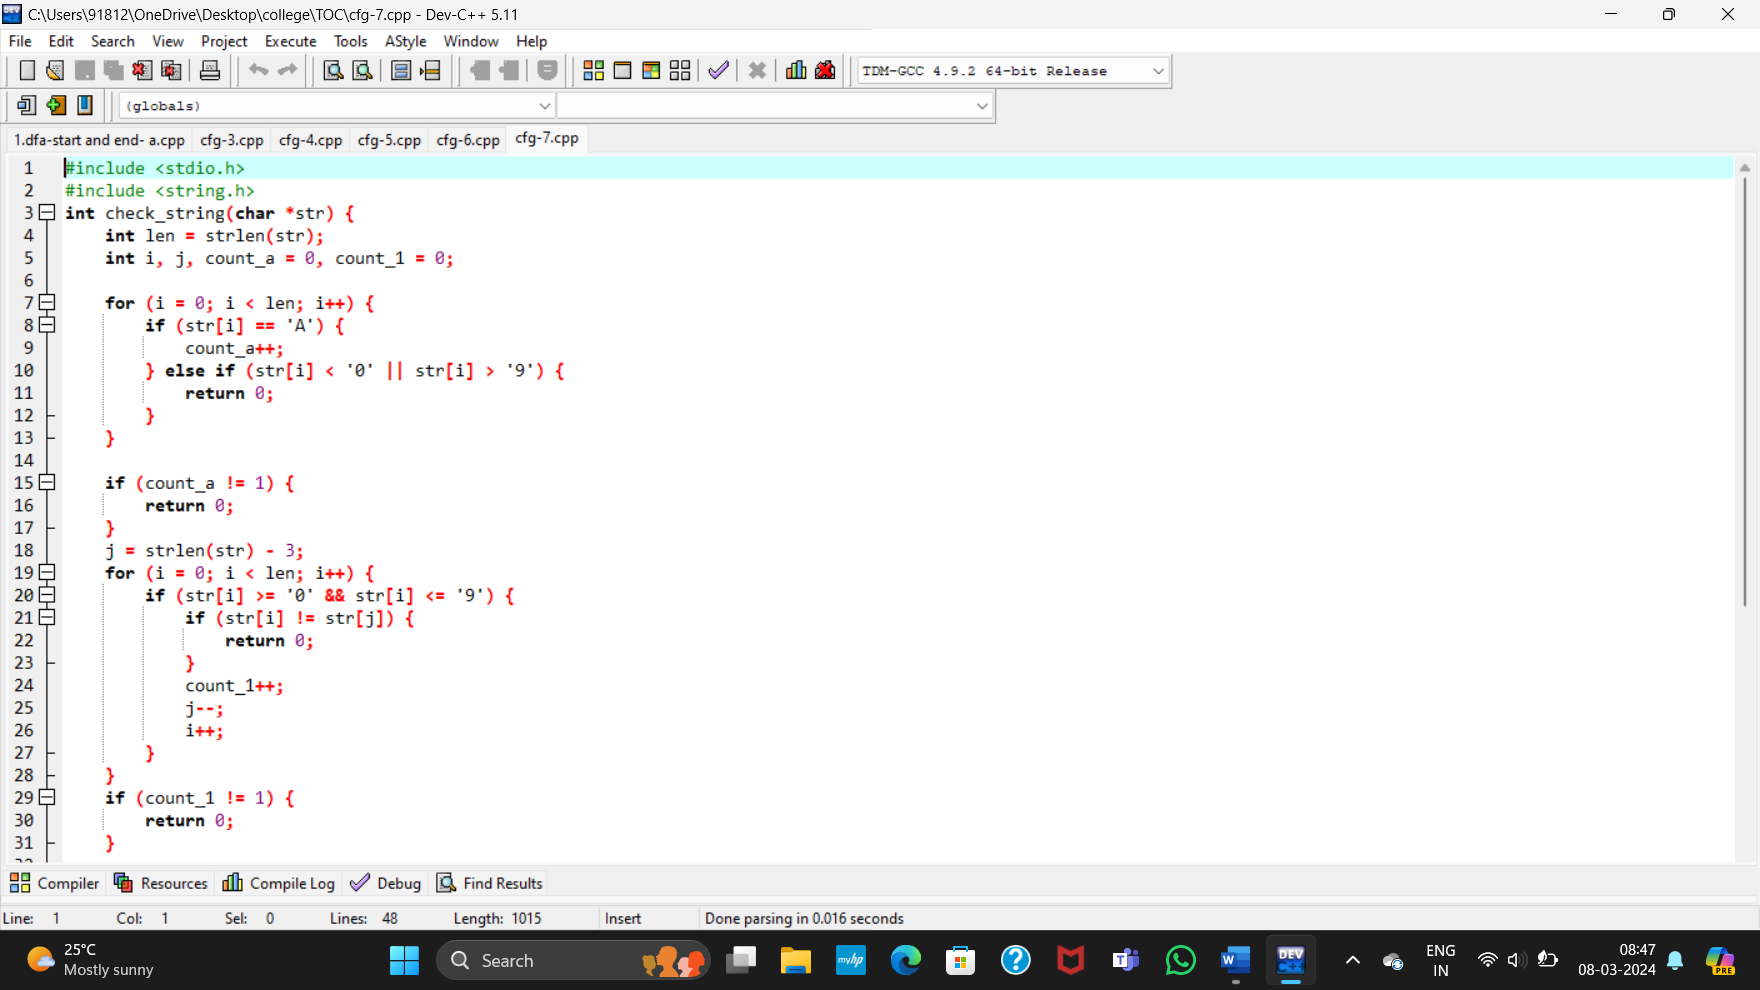 C:\Users\91812\OneDrive\Desktop\college\TOC\cfg-7.cpp - Dev-C++ 5.11
File Edit Search View Project Execute Tools AStyle Window Help
TDM-GCC 4.9.2 64-bit Release
(globals)
1.dfa-start and end- a.cpp cfg-3.cpp cfg-4.cpp cfg-5.cpp cfg-6.cpp cfg-7.cpp
1 #include <stdio.h>
2 #include <string.h>
3 int check_string(char *str) {
4 int len = strlen(str);
5 int i, j, count_a = 0, count_1 = 0;
6
7 for (i = 0; i < len; i++) {
8 if (str[i] == 'A') {
9 count_a++;
10 } else if (str[i] < '0' || str[i] > '9') {
11 return 0;
12 }
13 }
14
15 if (count_a != 1) {
16 return 0;
17 }
18 j = strlen(str) - 3;
19 for (i = 0; i < len; i++) {
20 if (str[i] >= '0' && str[i] <= '9') {
21 if (str[i] != str[j]) {
22 return 0;
23 }
24 count_1++;
25 j--;
26 i++;
27 }
28 }
29 if (count_1 != 1) {
30 return 0;
31 }
Compiler Resources Compile Log Debug Find Results
Line: 1 Col: 1 Sel: 0 Lines: 48 Length: 1015 Insert Done parsing in 0.016 seconds
25°C
Mostly sunny
Search
myhp
DEV
C++
ENG
IN
08:47
08-03-2024
PRE